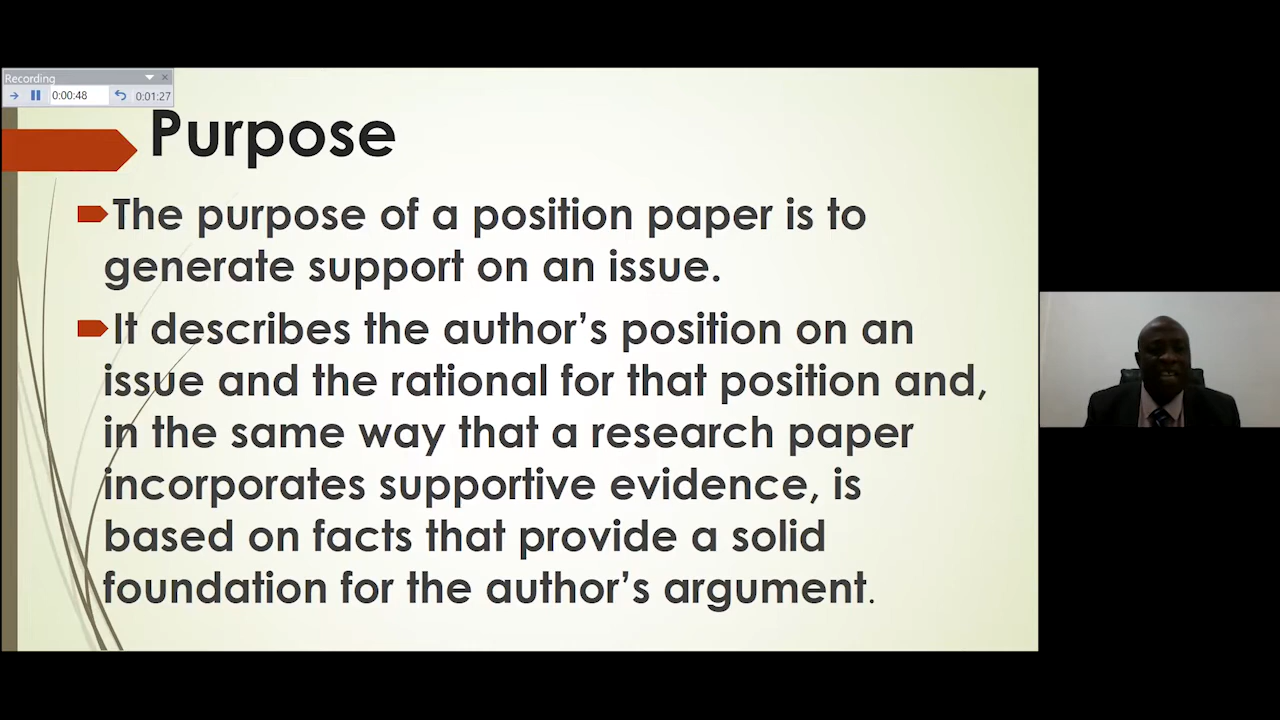 Recording
0:00:48
0:01:27
Purpose
The purpose of a position paper is to
generate support on an issue.
It describes the author’s position on an
issue and the rational for that position and,
in the same way that a research paper
incorporates supportive evidence, is
based on facts that provide a solid
foundation for the author’s argument.